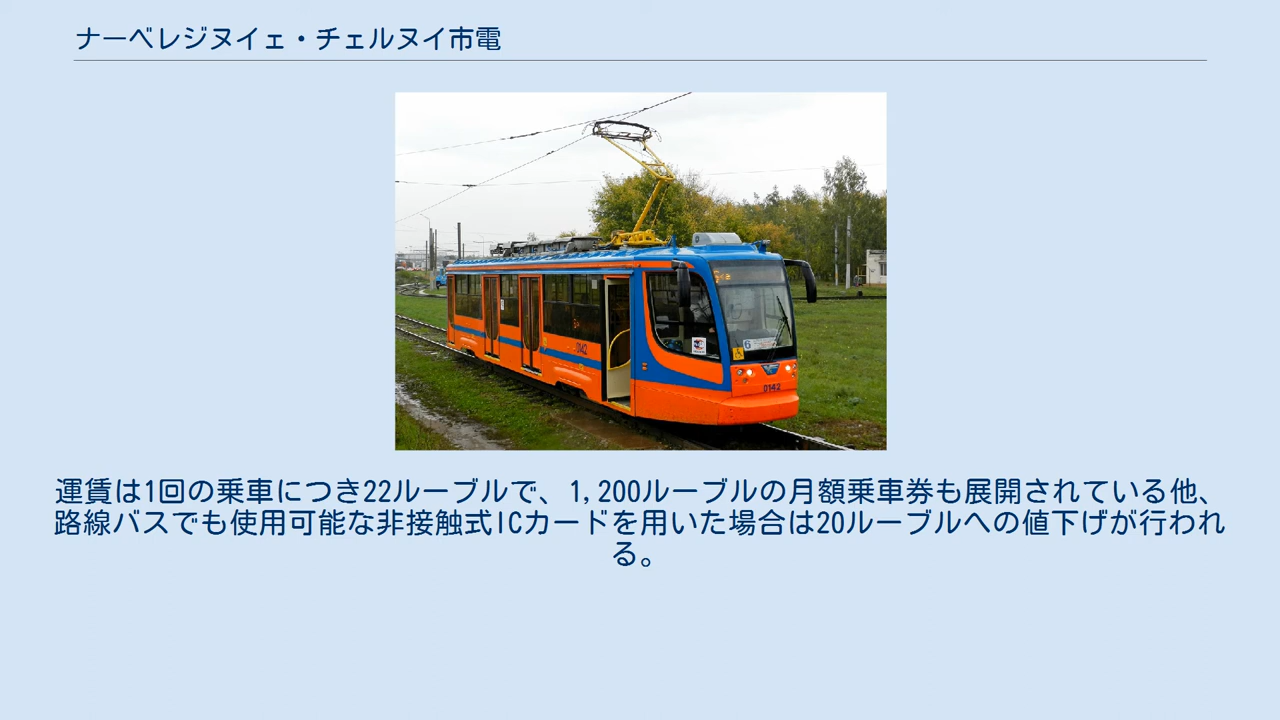 ナーベレジヌイェ・チェルヌイ市電
6
0142
0142
運賃は1回の乗車につき22ルーブルで、1,200ルーブルの月額乗車券も展開されている他、
路線バスでも使用可能な非接触式ICカードを用いた場合は20ルーブルへの値下げが行われ
る。